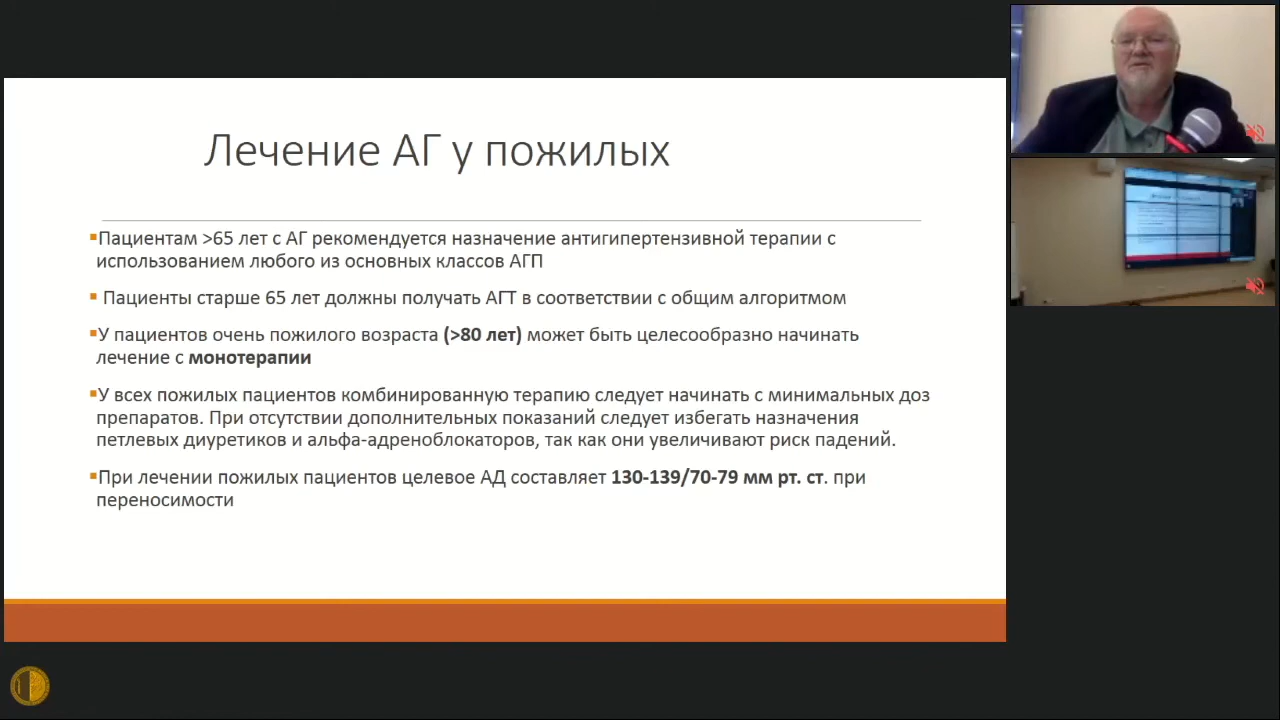 Лечение АГ у пожилых
▪Пациентам >65 лет с АГ рекомендуется назначение антигипертензивной терапии с
использованием любого из основных классов АГП
▪ Пациенты старше 65 лет должны получать АГТ в соответствии с общим алгоритмом
▪У пациентов очень пожилого возраста (>80 лет) может быть целесообразно начинать
лечение с монотерапии
▪У всех пожилых пациентов комбинированную терапию следует начинать с минимальных доз
препаратов. При отсутствии дополнительных показаний следует избегать назначения
петлевых диуретиков и альфа-адреноблокаторов, так как они увеличивают риск падений.
▪При лечении пожилых пациентов целевое АД составляет 130-139/70-79 мм рт. ст. при
переносимости